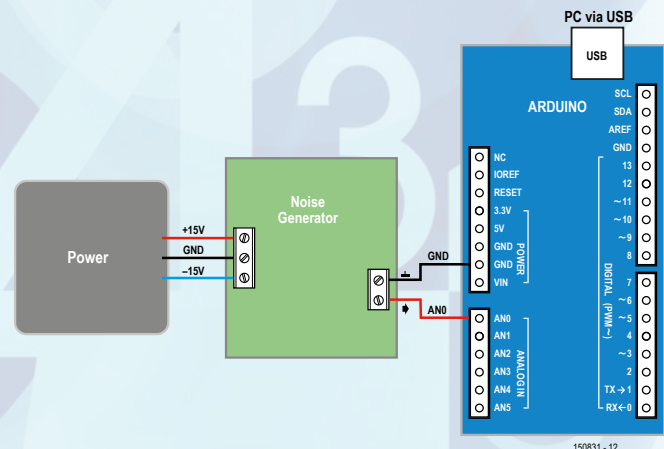 PC via USB
USB
ARDUINO
SCL
SDA
AREF
GND
13
12
~11
~10
~9
8
7
~6
~5
4
~3
2
TX→1
RX←0
DIGITAL (PWM~)
NC
IOREF
RESET
3.3V
5V
GND
GND
VIN
POWER
AN0
AN1
AN2
AN3
AN4
AN5
ANALOG IN
Noise
Generator
Power
+15V
GND
–15V
GND
AN0
150831 - 12